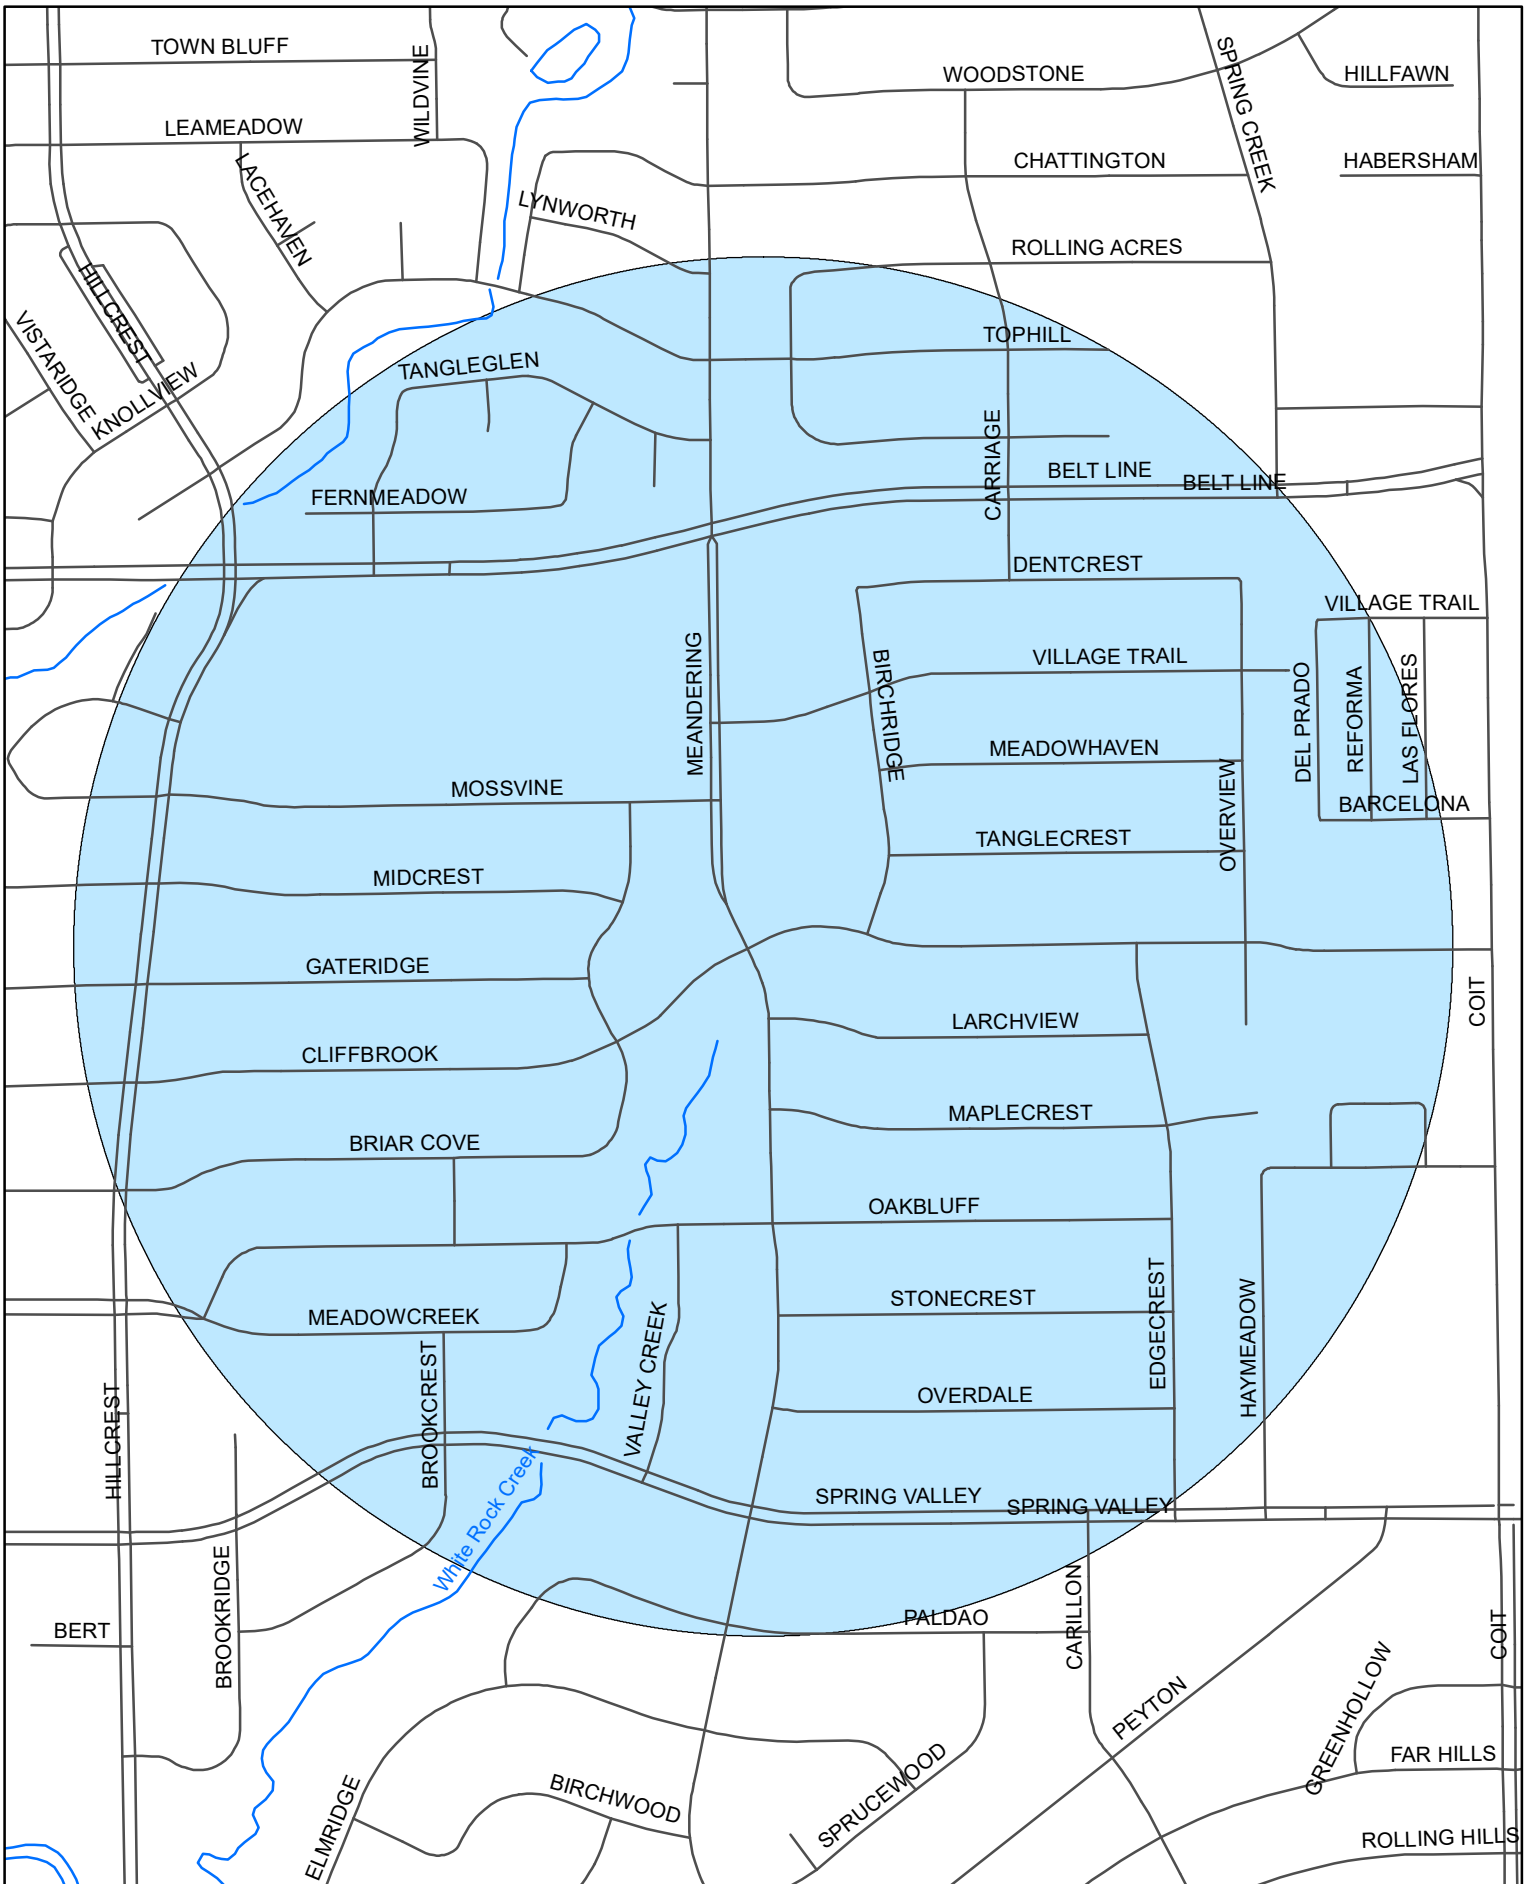 TOWN BLUFF
WILDVINE
WOODSTONE
SPRING CREEK
HILLFAWN
LEAMEADOW
LACEHAVEN
CHATTINGTON
HABERSHAM
LYNWORTH
ROLLING ACRES
HILLCREST
VISTARIDGE
KNOLLVIEW
TOPHILL
TANGLEGLEN
CARRIAGE
FERNMEADOW
BELT LINE
BELT LINE
DENTCREST
VILLAGE TRAIL
MEANDERING
BIRCHRIDGE
VILLAGE TRAIL
DEL PRADO
REFORMA
LAS FLORES
MEADOWHAVEN
OVERVIEW
MOSSVINE
BARCELONA
TANGLECREST
MIDCREST
GATERIDGE
COIT
LARCHVIEW
CLIFFBROOK
MAPLECREST
BRIAR COVE
OAKBLUFF
STONECREST
EDGECREST
HAYMEADOW
MEADOWCREEK
VALLEY CREEK
BROOKCREST
HILLCREST
OVERDALE
SPRING VALLEY
SPRING VALLEY
White Rock Creek
BROOKRIDGE
BERT
PALDAO
CARILLON
COIT
PEYTON
GREENHOLLOW
FAR HILLS
ELMRIDGE
BIRCHWOOD
SPRUCEWOOD
ROLLING HILLS